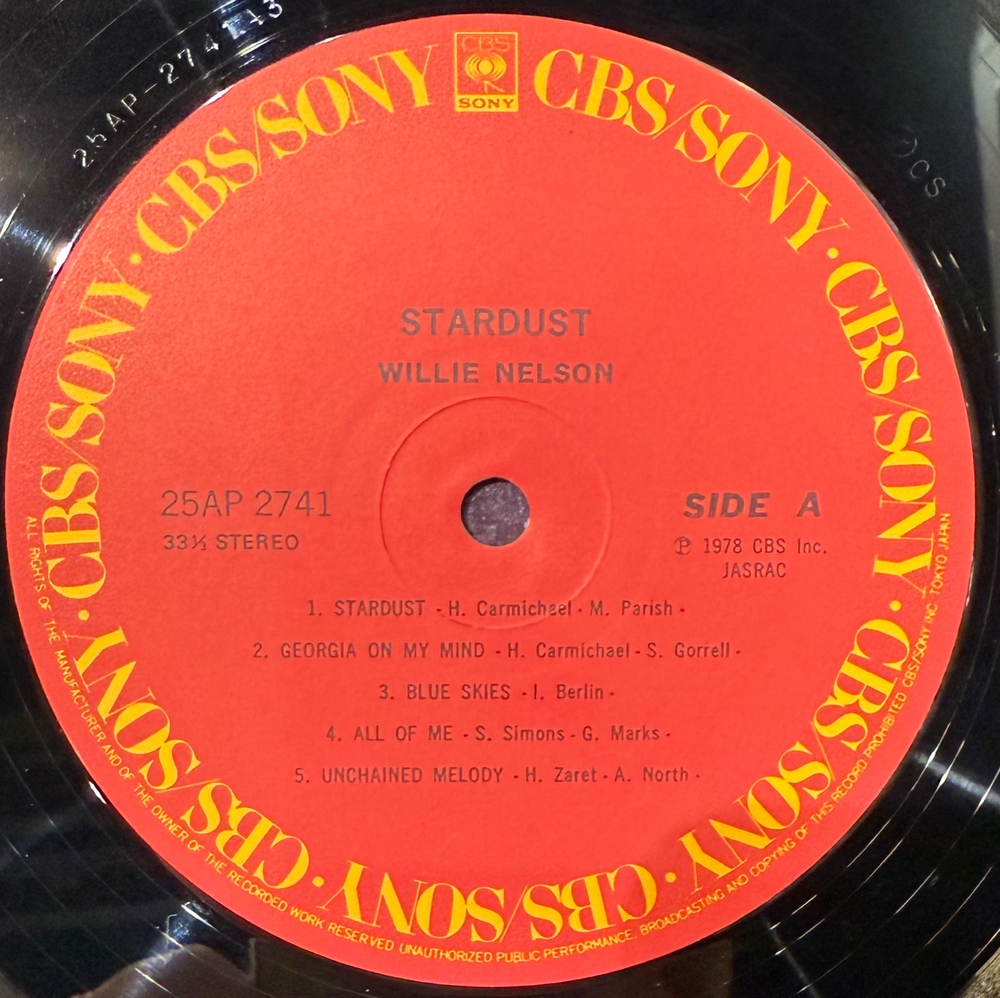 25AP-2741
OCS
CBS
SONY
CBS/SONY · CBS/SONY · CBS/SONY · CBS/SONY · CBS/SONY · CBS/SONY · CBS/SONY · CBS/SONY
STARDUST
WILLIE NELSON
25AP 2741
33⅓ STEREO
SIDE A
Ⓟ 1978 CBS Inc.
JASRAC
1. STARDUST - H. Carmichael - M. Parish -
2. GEORGIA ON MY MIND - H. Carmichael - S. Gorrell -
3. BLUE SKIES - I. Berlin -
4. ALL OF ME - S. Simons - G. Marks -
5. UNCHAINED MELODY - H. Zaret - A. North -
ALL RIGHTS OF THE MANUFACTURER AND OF THE OWNER OF THE RECORDED WORK RESERVED UNAUTHORIZED PUBLIC PERFORMANCE, BROADCASTING AND COPYING OF THIS RECORD PROHIBITED CBS/SONY INC. TOKYO JAPAN